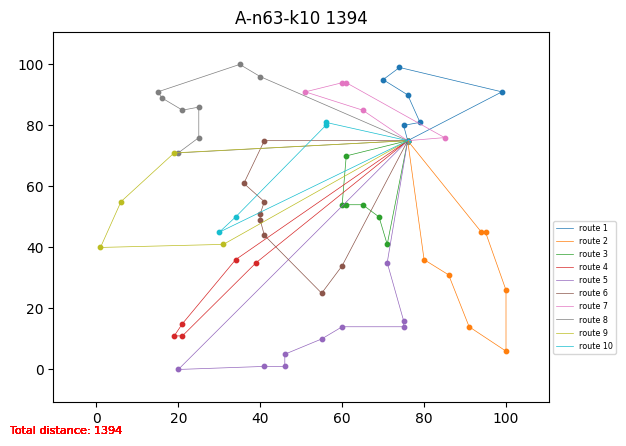 A-n63-k10 1394
100
80
60
40
20
0
0 20 40 60 80 100
route 1
route 2
route 3
route 4
route 5
route 6
route 7
route 8
route 9
route 10
Total distance: 1394